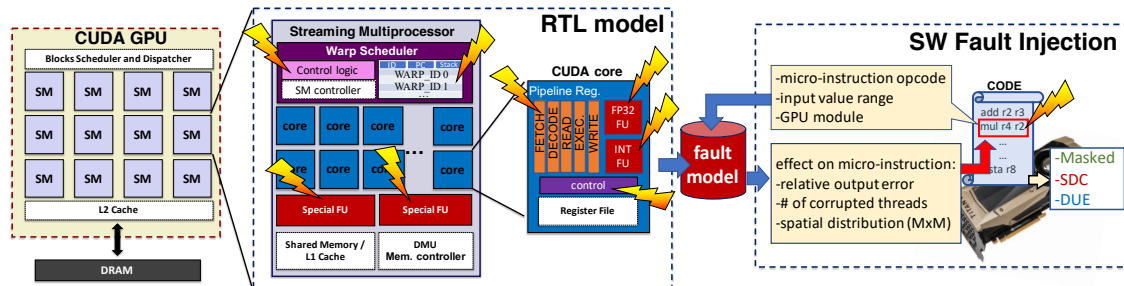 CUDA GPU
Blocks Scheduler and Dispatcher
SM SM SM SM
SM SM SM SM
SM SM SM SM
L2 Cache
DRAM
RTL model
Streaming Multiprocessor
Warp Scheduler
Control logic
SM controller
ID PC Stack
WARP_ID 0
WARP_ID 1
...
core core core core
...
core core core core
Special FU
Special FU
Shared Memory /
L1 Cache
DMU
Mem. controller
CUDA core
Pipeline Reg.
FETCH
DECODE
READ
EXEC.
WRITE
FP32
FU
INT
FU
control
Register File
fault
model
SW Fault Injection
-micro-instruction opcode
-input value range
-GPU module
effect on micro-instruction:
-relative output error
-# of corrupted threads
-spatial distribution (MxM)
CODE
add r2 r3
mul r4 r2
...
...
sta r8
-Masked
-SDC
-DUE
TITAN